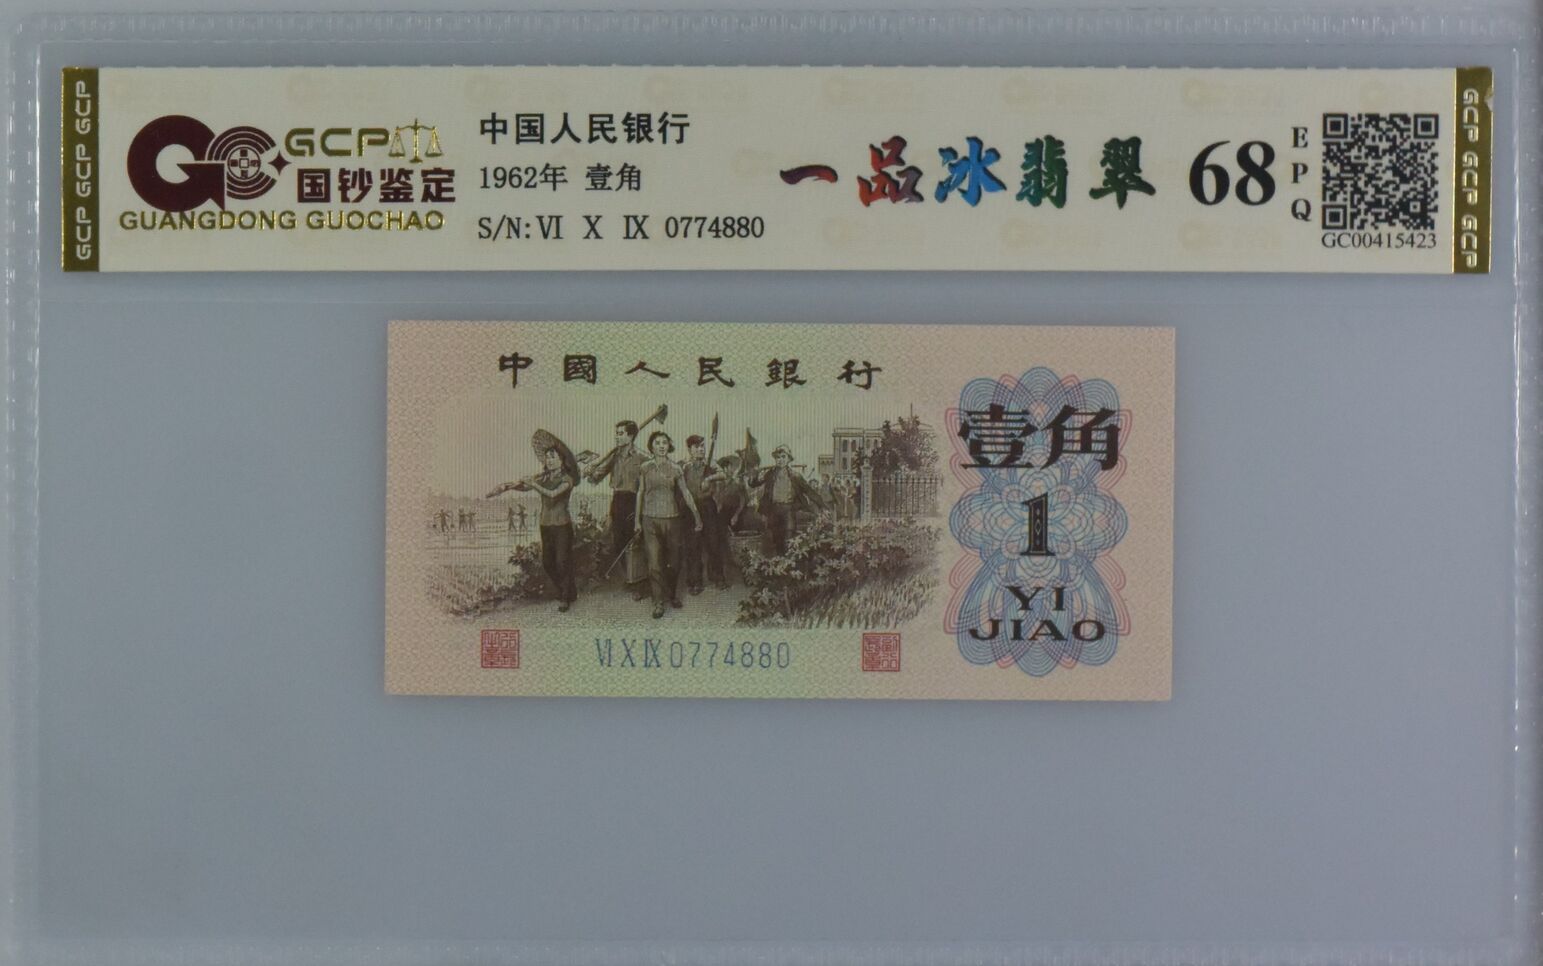 GCP GCP GCP
GCP
国钞鉴定
GUANGDONG GUOCHAO
中国人民银行
1962年 壹角
S/N: VI X IX 0774880
一品冰翡翠
68
EPQ
GC00415423
GCP GCP GCP
中國人民銀行
壹角
1
YI
JIAO
VI X IX 0774880